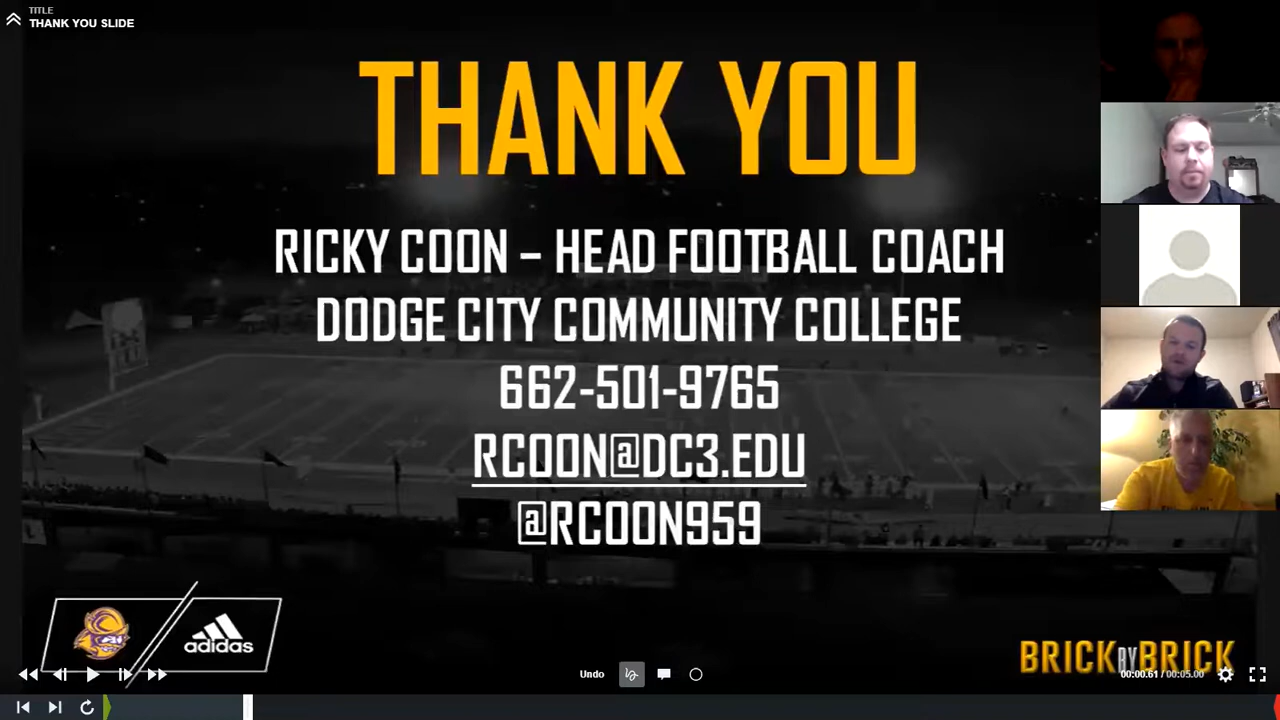 TITLE
THANK YOU SLIDE
THANK YOU
RICKY COON – HEAD FOOTBALL COACH
DODGE CITY COMMUNITY COLLEGE
662-501-9765
RCOON@DC3.EDU
@RCOON959
adidas
BRICK BY BRICK
Undo
00:00.61 / 00:05.00